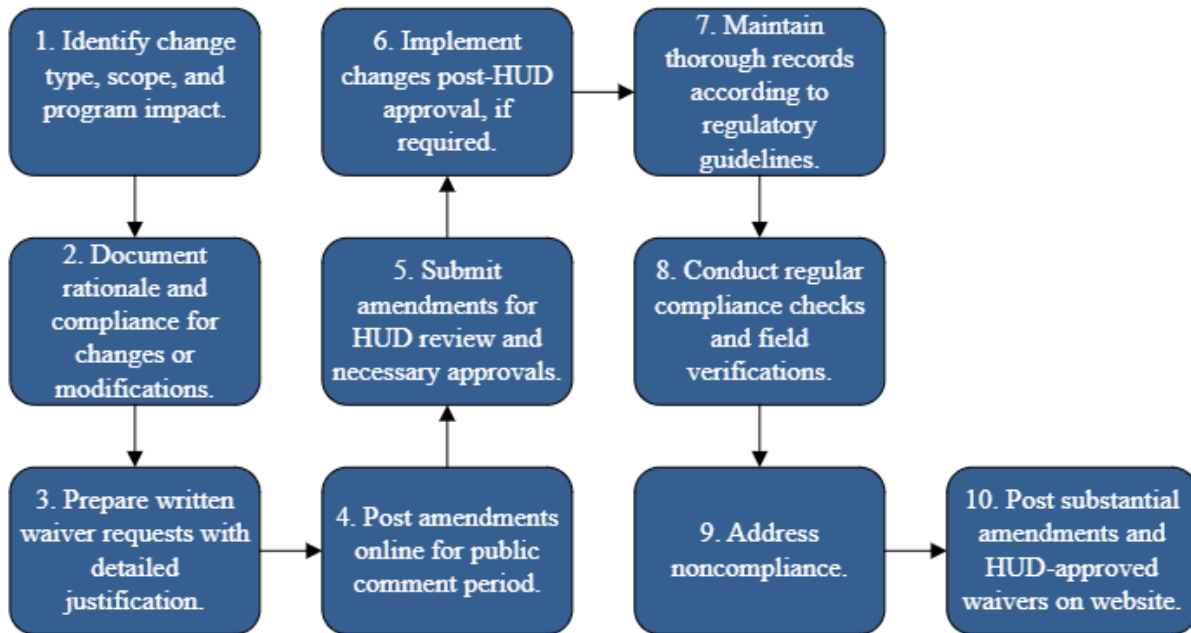 1. Identify change
type, scope, and
program impact.
2. Document
rationale and
compliance for
changes or
modifications.
3. Prepare written
waiver requests with
detailed
justification.
4. Post amendments
online for public
comment period.
5. Submit
amendments for
HUD review and
necessary approvals.
6. Implement
changes post-HUD
approval, if
required.
7. Maintain
thorough records
according to
regulatory
guidelines.
8. Conduct regular
compliance checks
and field
verifications.
9. Address
noncompliance.
10. Post substantial
amendments and
HUD-approved
waivers on website.